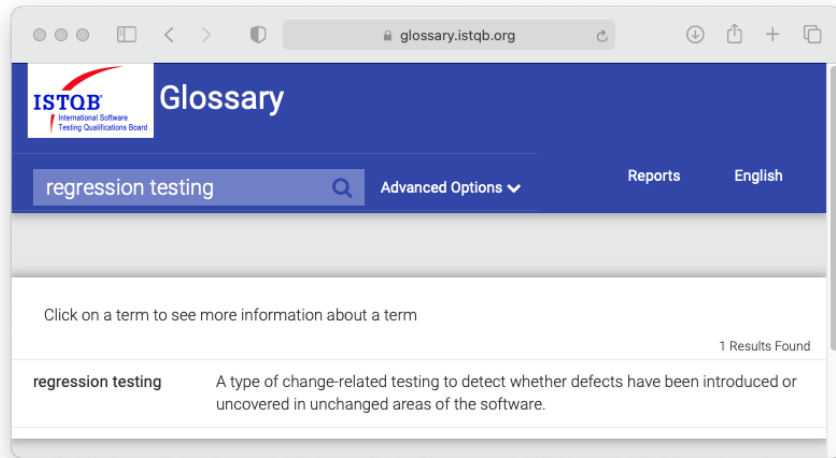 glossary.istqb.org
ISTQB®
International Software
Testing Qualifications Board
Glossary
regression testing
Advanced Options
Reports
English
Click on a term to see more information about a term
1 Results Found
regression testing
A type of change-related testing to detect whether defects have been introduced or
uncovered in unchanged areas of the software.